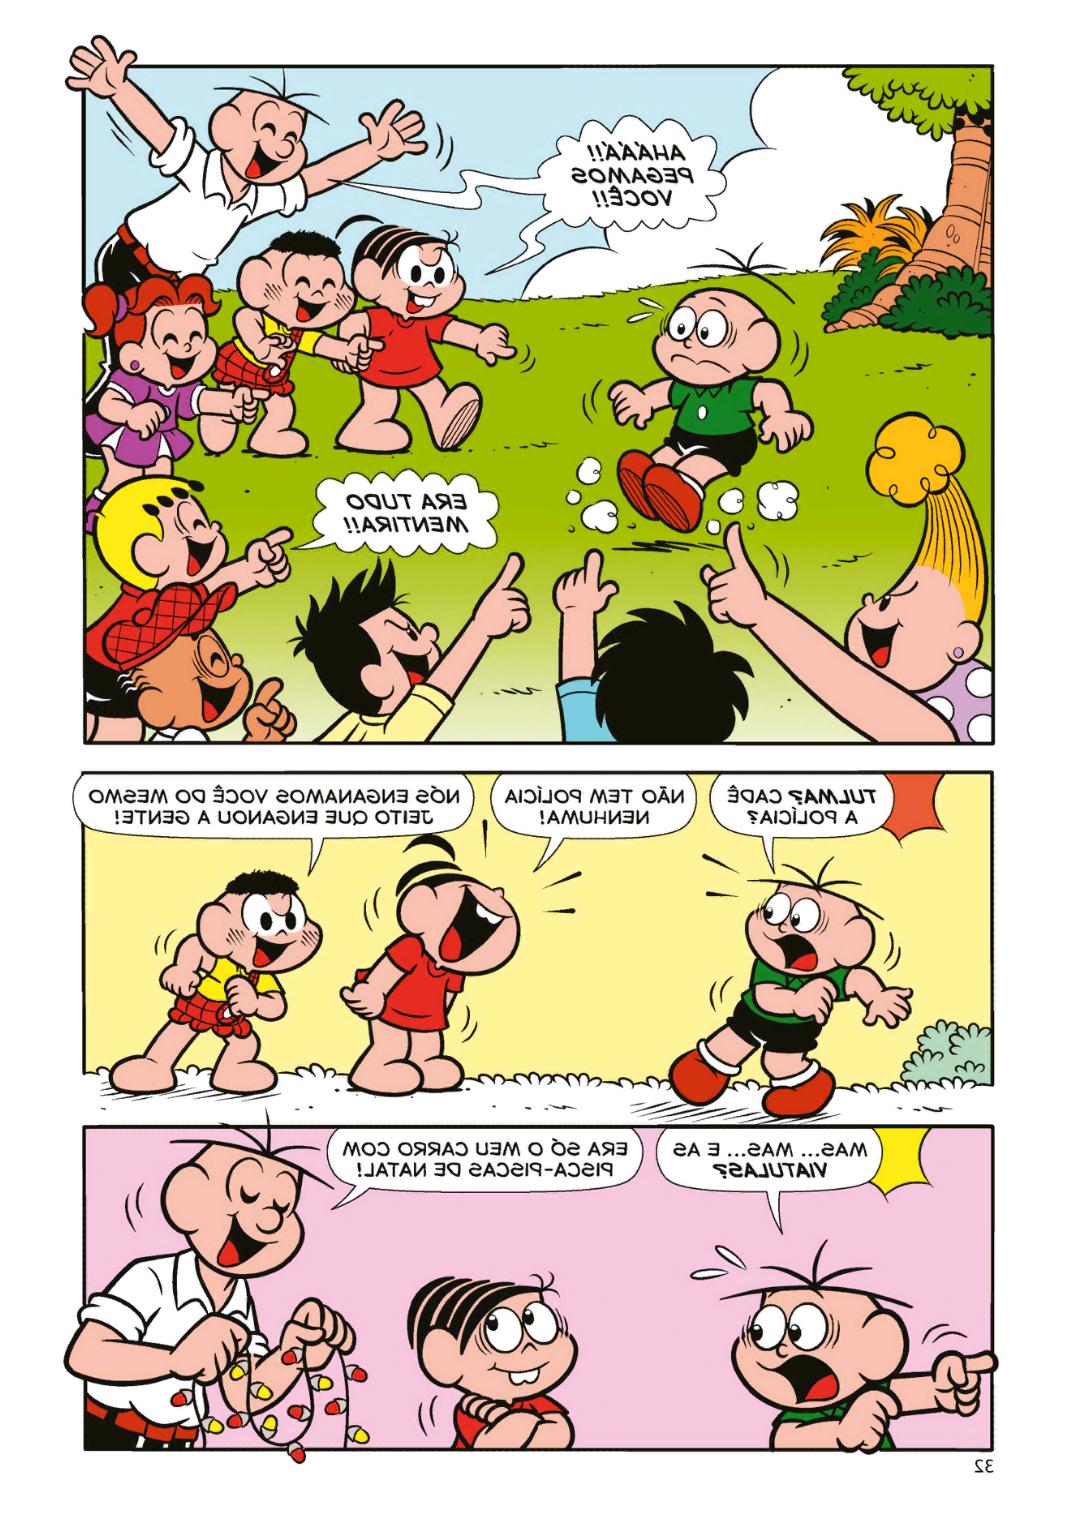 AHÁÁÁ!!
PEGAMOS
VOCÊ!!
ERA TUDO
MENTIRA!!
TULMA? CADÊ
A POLÍCIA?
NÃO TEM POLÍCIA
NENHUMA!
NÓS ENGANAMOS VOCÊ DO MESMO
JEITO QUE ENGANOU A GENTE!
MAS... MAS... E AS
VIATULAS?
ERA SÓ O MEU CARRO COM
PISCA-PISCAS DE NATAL!
32